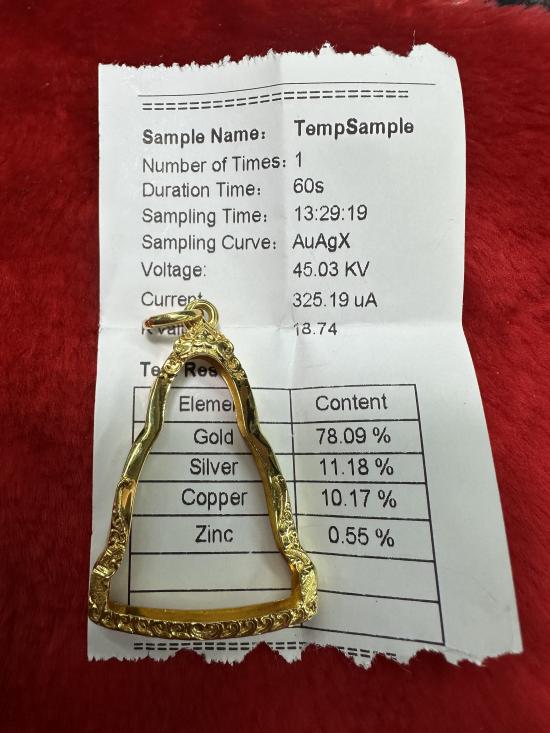 Sample Name: TempSample
Number of Times: 1
Duration Time: 60s
Sampling Time: 13:29:19
Sampling Curve: AuAgX
Voltage: 45.03 KV
Current 325.19 uA
18.74
Content
Gold 78.09 %
Silver 11.18 %
Copper 10.17 %
Zinc 0.55 %